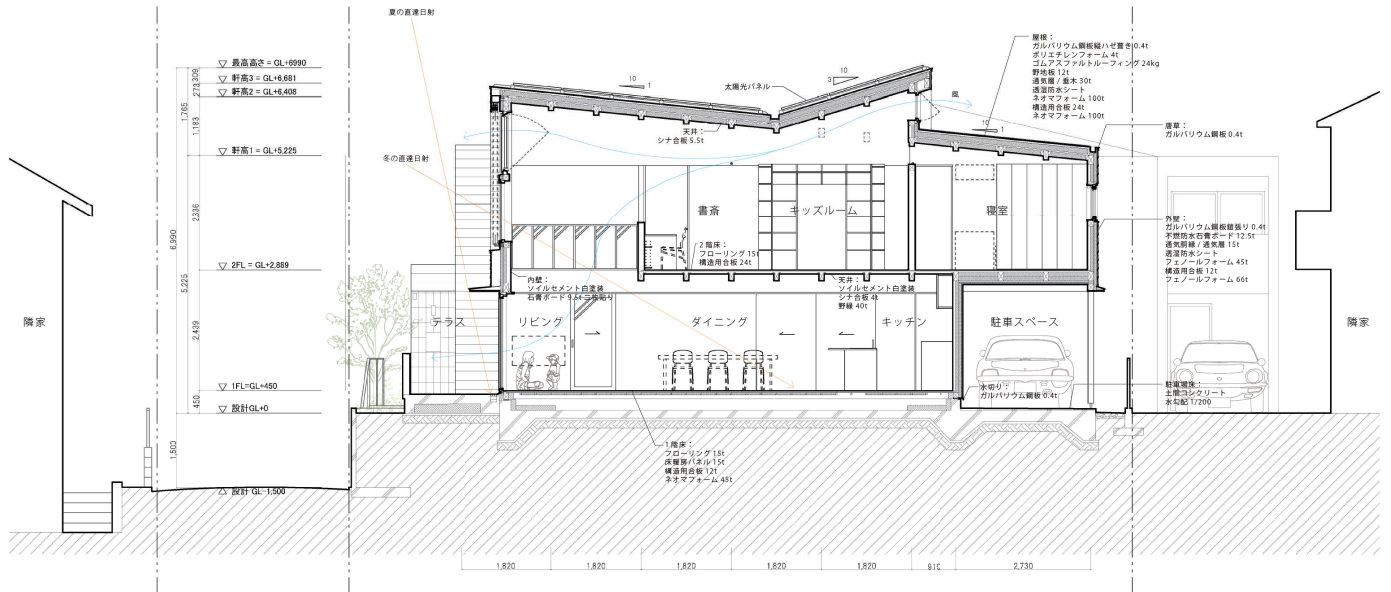 夏の直達日射
▽ 最高高さ = GL+6990
▽ 軒高3 = GL+6,681
▽ 軒高2 = GL+6,408
▽ 軒高1 = GL+5,225
▽ 2FL = GL+2,889
▽ 1FL=GL+450
▽ 設計GL+0
△ 設計 GL-1,500
309
273
1,765
1,183
2,336
6,990
5,225
2,439
450
1,503
冬の直達日射
10
1
太陽光パネル
10
3
風
10
1
天井:
シナ合板 5.5t
屋根:
ガルバリウム鋼板縦ハゼ葺き 0.4t
ポリエチレンフォーム 4t
ゴムアスファルトルーフィング 24kg
野地板 12t
通気層 / 垂木 30t
透湿防水シート
ネオマフォーム 100t
構造用合板 24t
ネオマフォーム 100t
唐草:
ガルバリウム鋼板 0.4t
書斎
キッズルーム
寝室
外壁:
ガルバリウム鋼板鎧張り 0.4t
不燃防水石膏ボード 12.5t
通気胴縁 / 通気層 15t
透湿防水シート
フェノールフォーム 45t
構造用合板 12t
フェノールフォーム 66t
2階床:
フローリング 15t
構造用合板 24t
内壁:
ソイルセメント白塗装
石膏ボード 9.5t 二枚貼り
天井:
ソイルセメント白塗装
シナ合板 4t
野縁 40t
隣家
テラス
リビング
ダイニング
キッチン
駐車スペース
隣家
水切り:
ガルバリウム鋼板 0.4t
駐車場床:
土間コンクリート
水勾配 1/200
1階床:
フローリング 15t
床暖房パネル 15t
構造用合板 12t
ネオマフォーム 45t
1,820
1,820
1,820
1,820
1,820
910
2,730